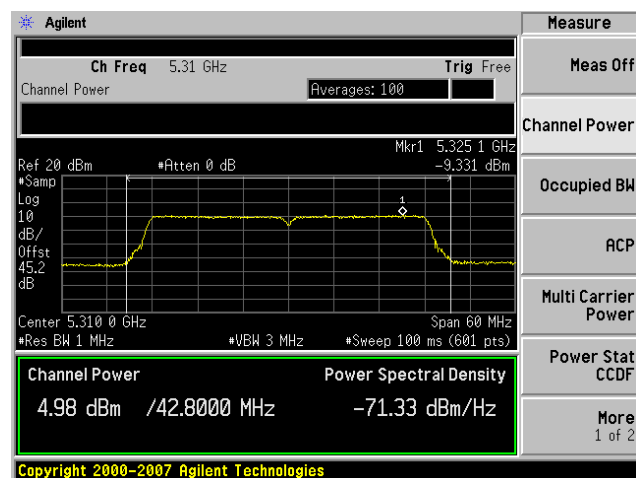 Agilent
Measure
Ch Freq 5.31 GHz Trig Free
Channel Power Averages: 100
Meas Off
Channel Power
Occupied BW
ACP
Multi Carrier
Power
Power Stat
CCDF
More
1 of 2
Mkr1 5.325 1 GHz
Ref 20 dBm #Atten 0 dB -9.331 dBm
#Samp
Log
10
dB/
Offst
45.2
dB
1
Center 5.310 0 GHz Span 60 MHz
#Res BW 1 MHz #VBW 3 MHz #Sweep 100 ms (601 pts)
Channel Power Power Spectral Density
4.98 dBm /42.8000 MHz -71.33 dBm/Hz
Copyright 2000-2007 Agilent Technologies